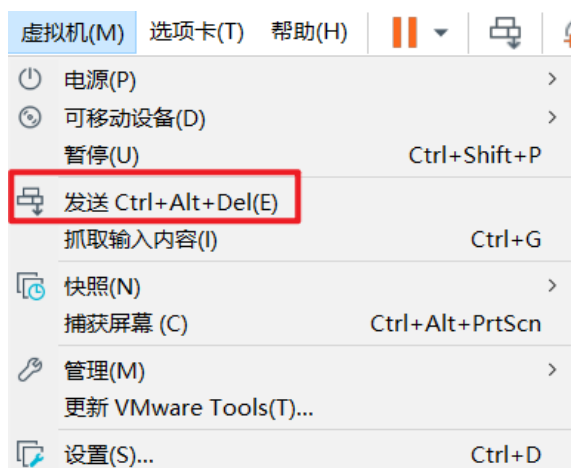 虚拟机(M) 选项卡(T) 帮助(H)
电源(P)
可移动设备(D)
暂停(U) Ctrl+Shift+P
发送 Ctrl+Alt+Del(E)
抓取输入内容(I) Ctrl+G
快照(N)
捕获屏幕 (C) Ctrl+Alt+PrtScn
管理(M)
更新 VMware Tools(T)...
设置(S)... Ctrl+D